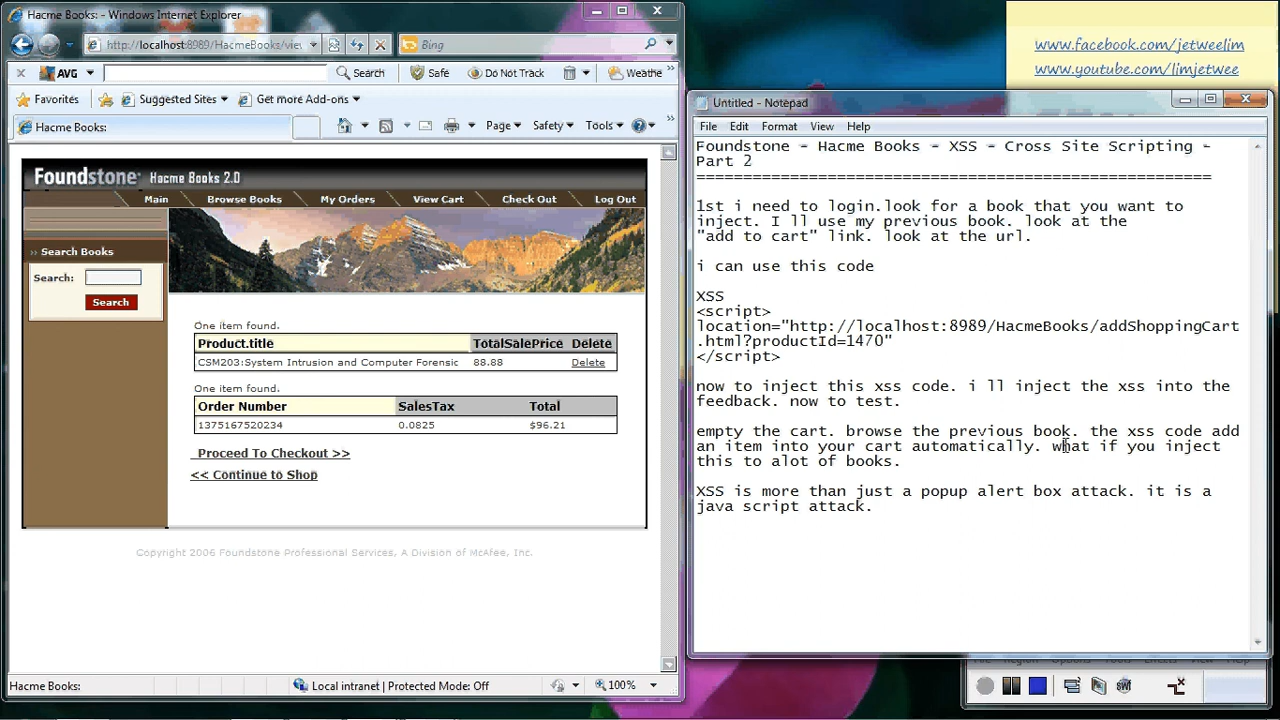 Hacme Books: - Windows Internet Explorer
http://localhost:8989/HacmeBooks/view
Bing
AVG
Search
Safe
Do Not Track
Weathe
Favorites
Suggested Sites
Get more Add-ons
Hacme Books:
Page
Safety
Tools
Foundstone Hacme Books 2.0
Main
Browse Books
My Orders
View Cart
Check Out
Log Out
Search Books
Search:
Search
One item found.
Product.title TotalSalePrice Delete
CSM203:System Intrusion and Computer Forensic 88.88 Delete
One item found.
Order Number SalesTax Total
1375167520234 0.0825 $96.21
Proceed To Checkout >>
<< Continue to Shop
Copyright 2006 Foundstone Professional Services, A Division of McAfee, Inc.
Hacme Books:
Local intranet | Protected Mode: Off
100%
www.facebook.com/jetweelim
www.youtube.com/limjetwee
Untitled - Notepad
File Edit Format View Help
Foundstone - Hacme Books - XSS - Cross Site Scripting -
Part 2
=======================================================
1st i need to login.look for a book that you want to
inject. I ll use my previous book. look at the
"add to cart" link. look at the url.
i can use this code
XSS
<script>
location="http://localhost:8989/HacmeBooks/addShoppingCart
.html?productId=1470"
</script>
now to inject this xss code. i ll inject the xss into the
feedback. now to test.
empty the cart. browse the previous book. the xss code add
an item into your cart automatically. what if you inject
this to alot of books.
XSS is more than just a popup alert box attack. it is a
java script attack.